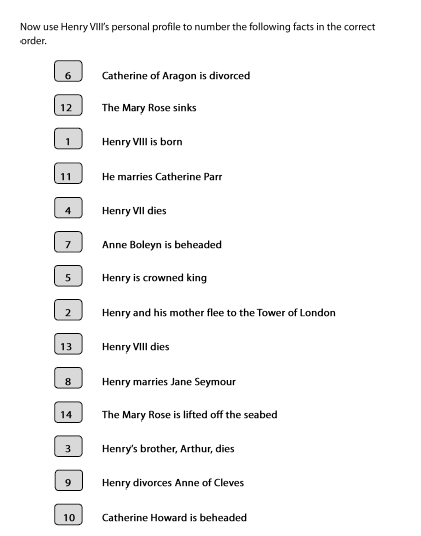 Now use Henry VIII's personal profile to number the following facts in the correct
order.
6 Catherine of Aragon is divorced
12 The Mary Rose sinks
1 Henry VIII is born
11 He marries Catherine Parr
4 Henry VII dies
7 Anne Boleyn is beheaded
5 Henry is crowned king
2 Henry and his mother flee to the Tower of London
13 Henry VIII dies
8 Henry marries Jane Seymour
14 The Mary Rose is lifted off the seabed
3 Henry's brother, Arthur, dies
9 Henry divorces Anne of Cleves
10 Catherine Howard is beheaded